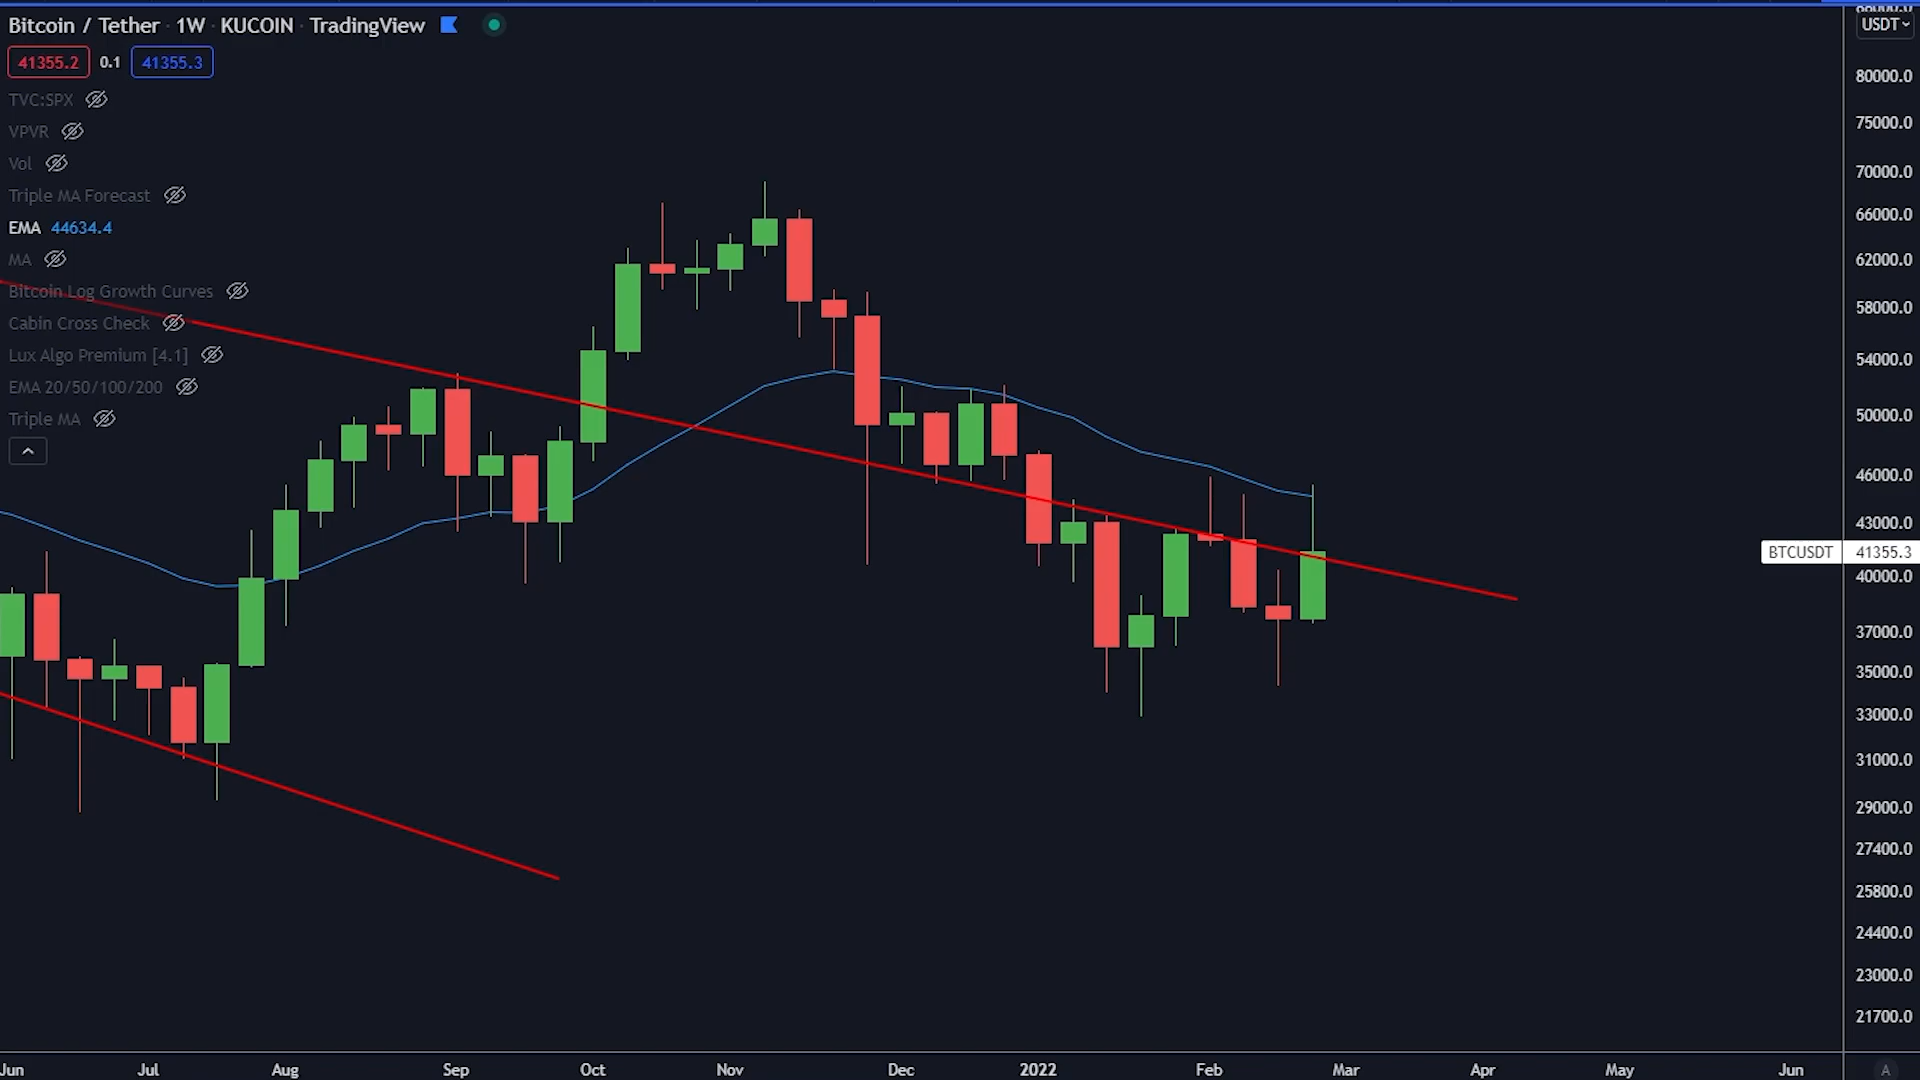 Bitcoin / Tether · 1W · KUCOIN · TradingView
41355.2 0.1 41355.3
TVC:SPX
VPVR
Vol
Triple MA Forecast
EMA 44634.4
MA
Bitcoin Log Growth Curves
Cabin Cross Check
Lux Algo Premium [4.1]
EMA 20/50/100/200
Triple MA
USDT
80000.0
75000.0
70000.0
66000.0
62000.0
58000.0
54000.0
50000.0
46000.0
43000.0
BTCUSDT 41355.3
40000.0
37000.0
35000.0
33000.0
31000.0
29000.0
27400.0
25800.0
24400.0
23000.0
21700.0
Jun Jul Aug Sep Oct Nov Dec 2022 Feb Mar Apr May Jun A